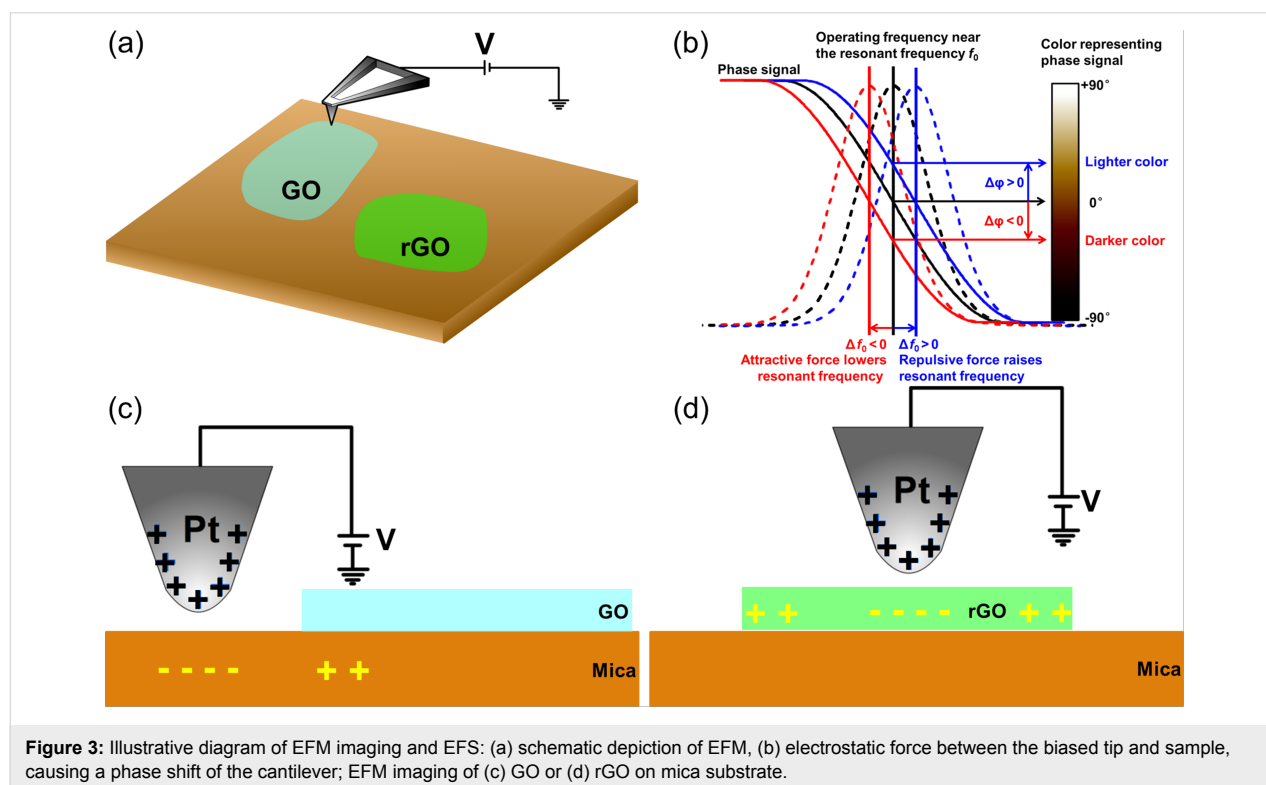 (a)
V
GO
rGO
(b)
Operating frequency near
the resonant frequency f₀
Color representing
phase signal
Phase signal
+90°
Lighter color
Δφ>0
0°
Δφ<0
Darker color
-90°
Δf₀<0
Attractive force lowers
resonant frequency
Δf₀>0
Repulsive force raises
resonant frequency
(c)
Pt
+ + + + + + +
V
GO
- - - - + +
Mica
(d)
Pt
+ + + + + + +
V
+ + - - - - rGO + +
Mica
Figure 3: Illustrative diagram of EFM imaging and EFS: (a) schematic depiction of EFM, (b) electrostatic force between the biased tip and sample,
causing a phase shift of the cantilever; EFM imaging of (c) GO or (d) rGO on mica substrate.